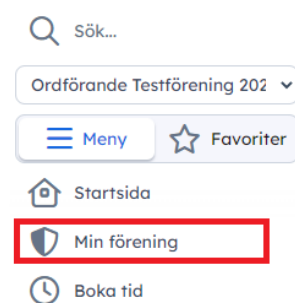 Sök...
Ordförande Testförening 202
Meny
Favoriter
Startsida
Min förening
Boka tid